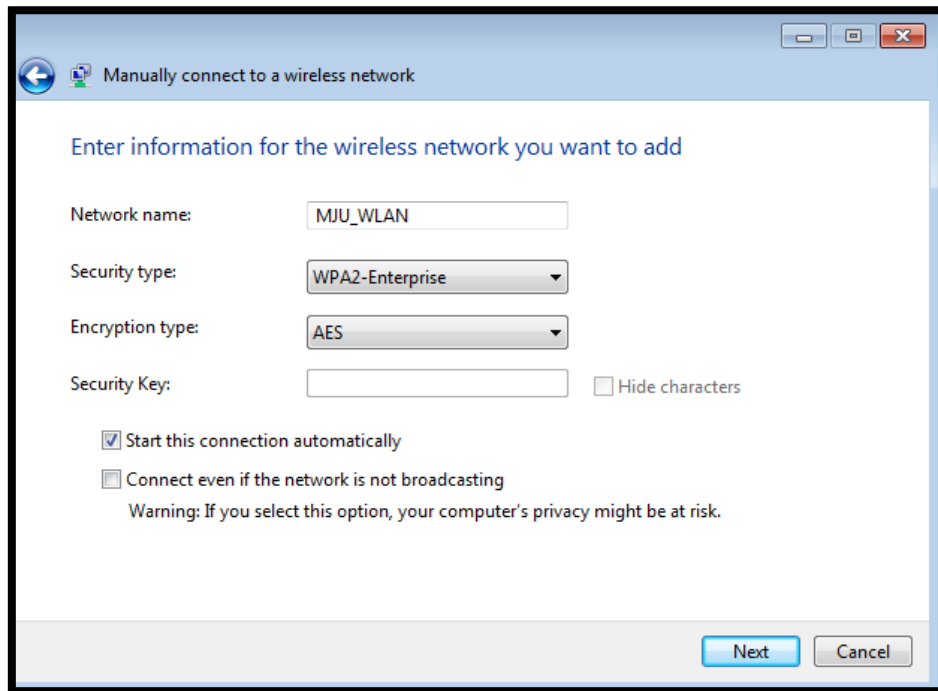 Manually connect to a wireless network
Enter information for the wireless network you want to add
Network name: MJU_WLAN
Security type: WPA2-Enterprise
Encryption type: AES
Security Key: Hide characters
Start this connection automatically
Connect even if the network is not broadcasting
Warning: If you select this option, your computer's privacy might be at risk.
Next Cancel